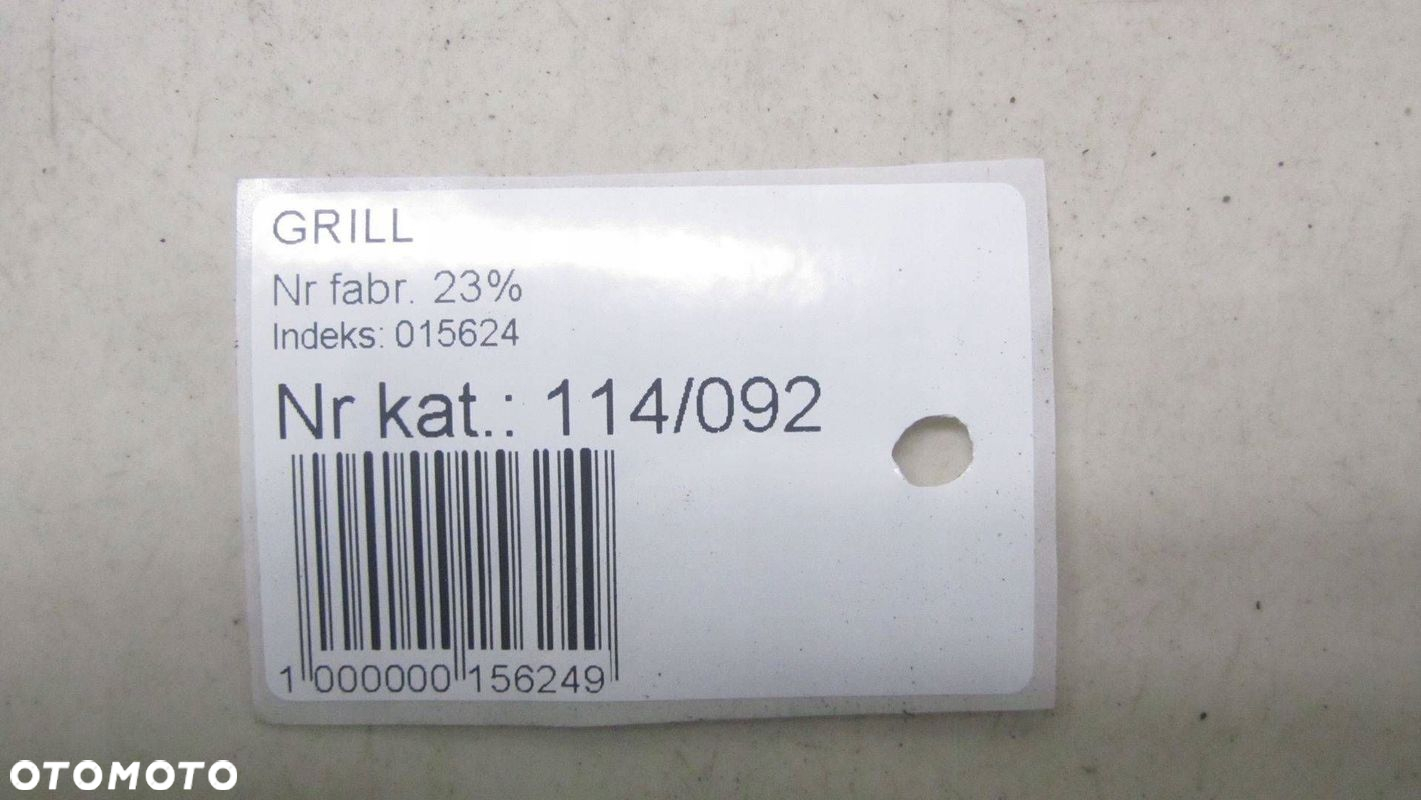 GRILL
Nr fabr. 23%
Indeks: 015624
Nr kat.: 114/092
1 000000 156249
OTOMOTO